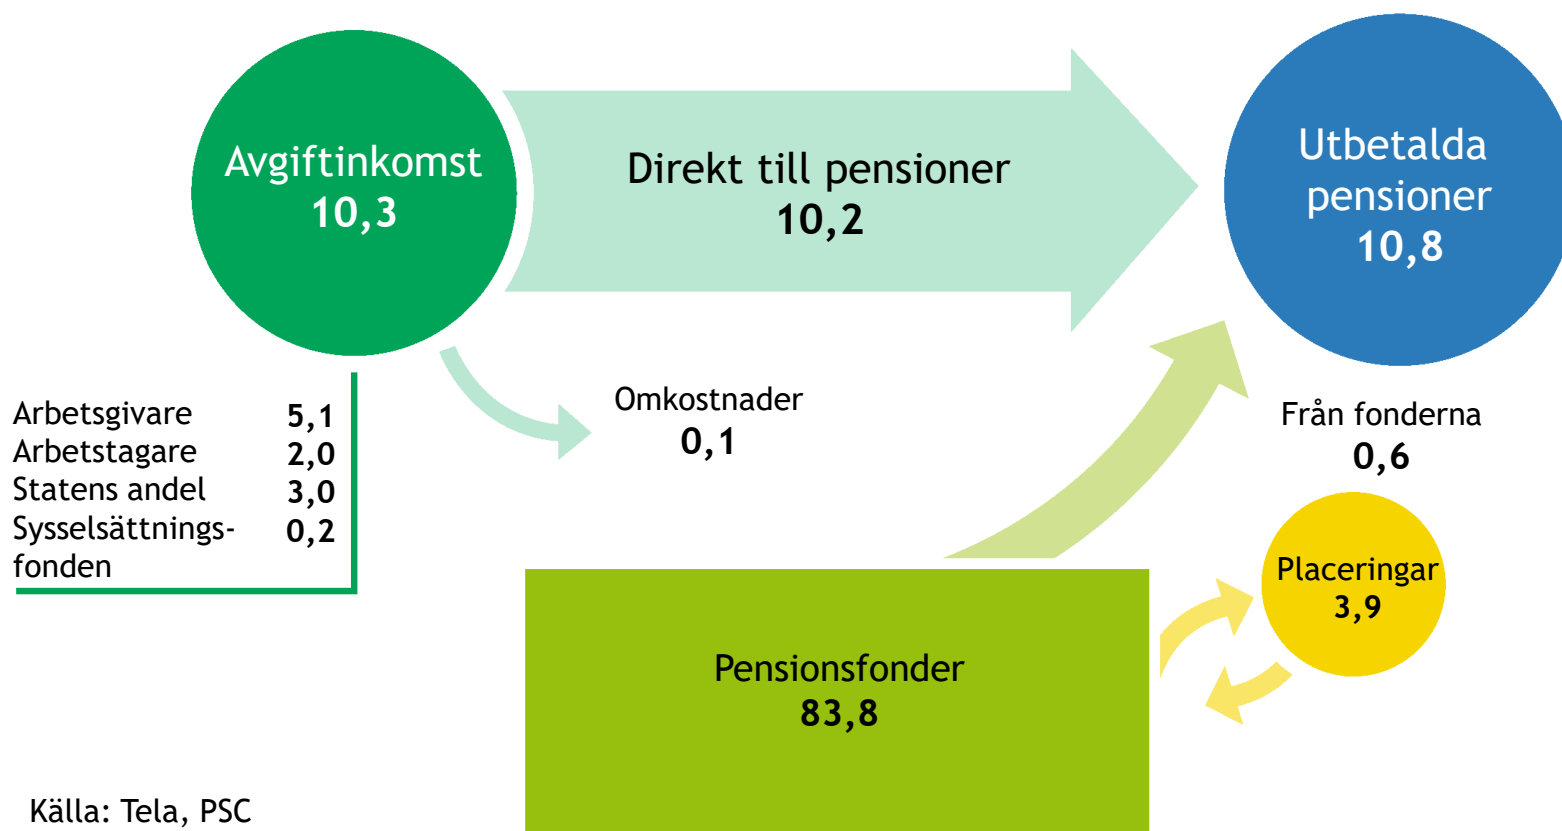 Avgiftinkomst
10,3
Direkt till pensioner
10,2
Utbetalda
pensioner
10,8
Arbetsgivare 5,1
Arbetstagare 2,0
Statens andel 3,0
Sysselsättnings- 0,2
fonden
Omkostnader
0,1
Från fonderna
0,6
Placeringar
3,9
Pensionsfonder
83,8
Källa: Tela, PSC